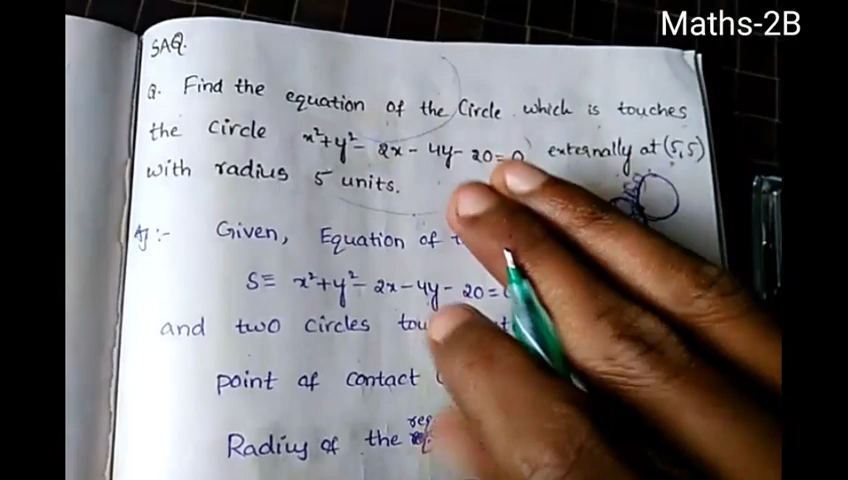 Maths-2B
SAQ.
Q. Find the equation of the Circle which is touches
the circle x²+y²-2x-4y-20=0 externally at (5,5)
with radius 5 units.
A):- Given, Equation of
S≡ x²+y²-2x-4y-20=
and two circles
point of contact
Radius of the